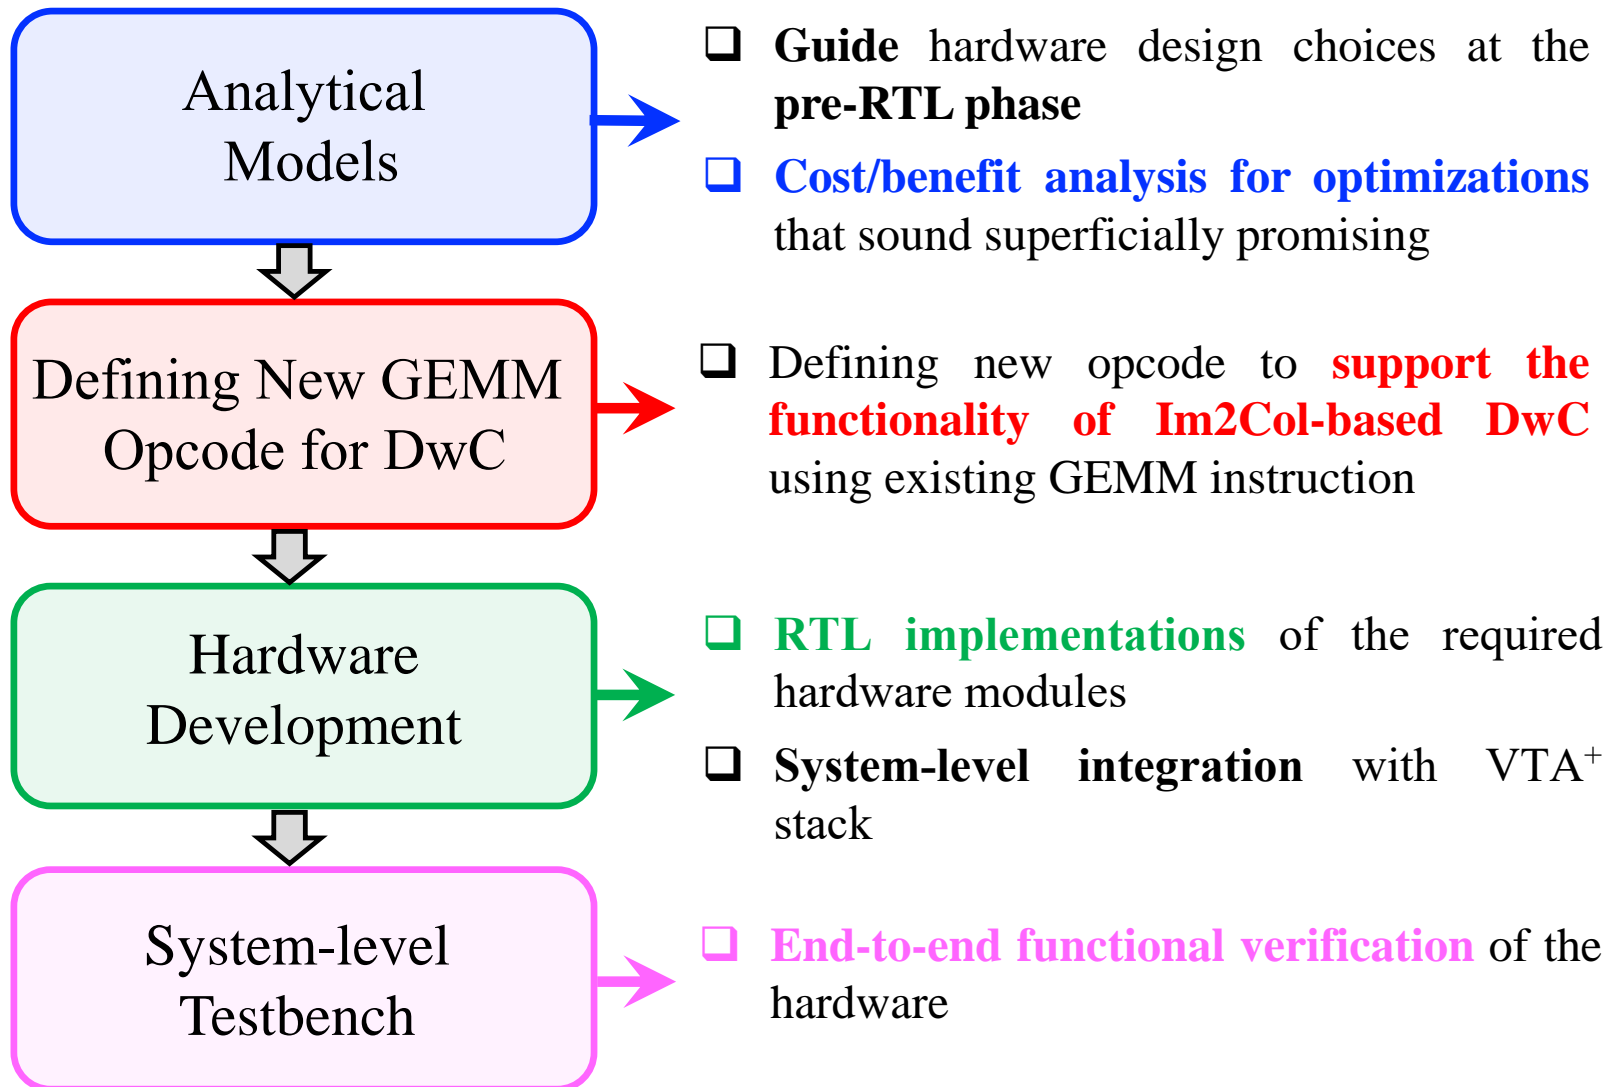 Analytical
Models
❑ Guide hardware design choices at the
pre-RTL phase
❑ Cost/benefit analysis for optimizations
that sound superficially promising
Defining New GEMM
Opcode for DwC
❑ Defining new opcode to support the
functionality of Im2Col-based DwC
using existing GEMM instruction
Hardware
Development
❑ RTL implementations of the required
hardware modules
❑ System-level integration with VTA⁺
stack
System-level
Testbench
❑ End-to-end functional verification of the
hardware